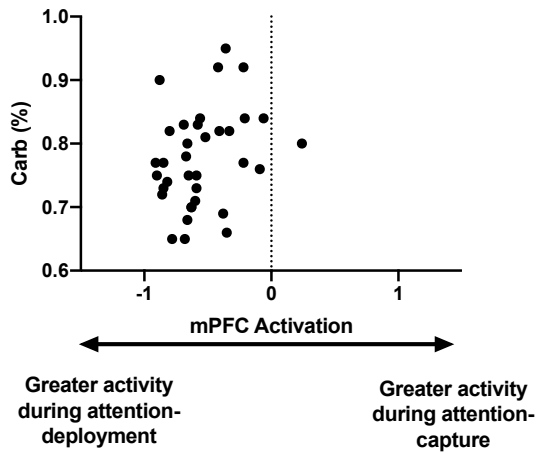 1.0
0.9
0.8
0.7
0.6
Carb (%)
-1 0 1
mPFC Activation
Greater activity
during attention-
deployment
Greater activity
during attention-
capture